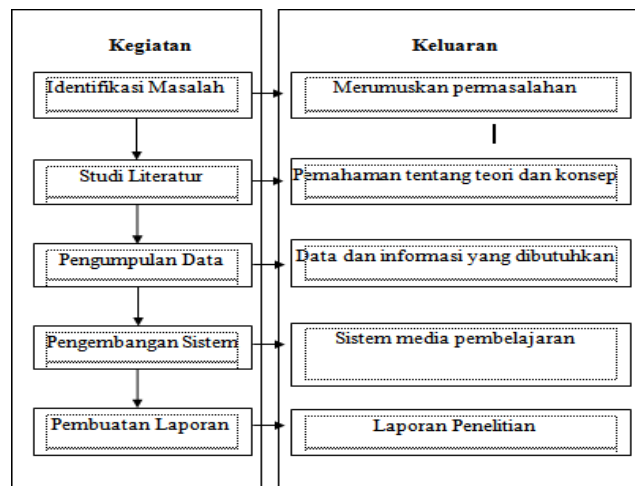 Kegiatan
Keluaran
Identifikasi Masalah
Merumuskan permasalahan
Studi Literatur
Pemahaman tentang teori dan konsep
Pengumpulan Data
Data dan informasi yang dibutuhkan
Pengembangan Sistem
Sistem media pembelajaran
Pembuatan Laporan
Laporan Penelitian